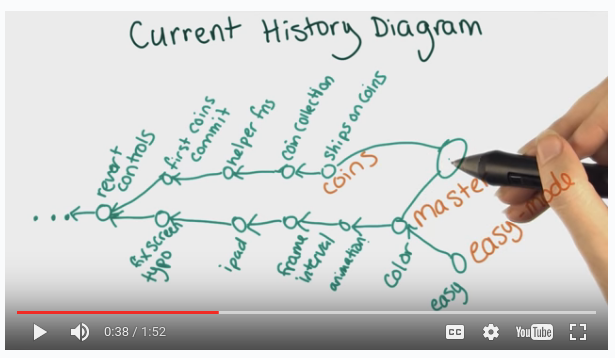 Current History Diagram
revert
controls
first coins
commit
helper fns
coin collection
ships on coins
coins
master
fix screen
typo
ipad
frame
interval
animation
color
easy
easy-mode
0:38 / 1:52
CC
YouTube